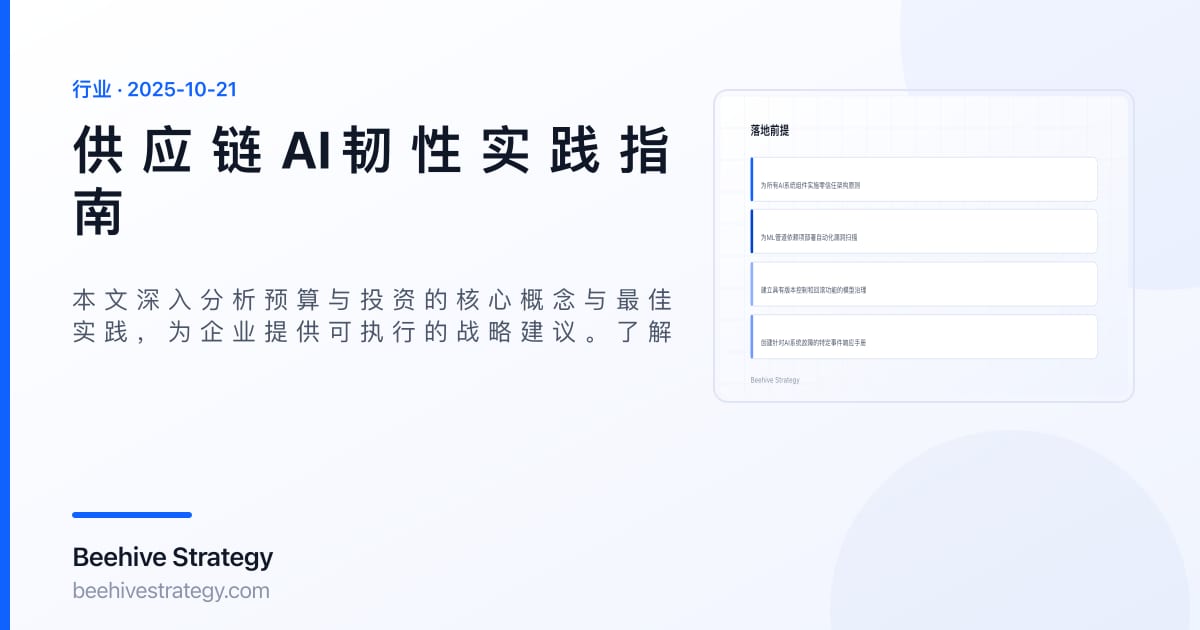 行业 · 2025-10-21
供应链AI韧性实践指
南
本文深入分析预算与投资的核心概念与最佳
实践，为企业提供可执行的战略建议。了解
落地前提
为所有AI系统组件实施零信任架构原则
为ML管道依赖项部署自动化漏洞扫描
建立具有版本控制和回滚功能的模型治理
创建针对AI系统故障的特定事件响应手册
Beehive Strategy
Beehive Strategy
beehivestrategy.com